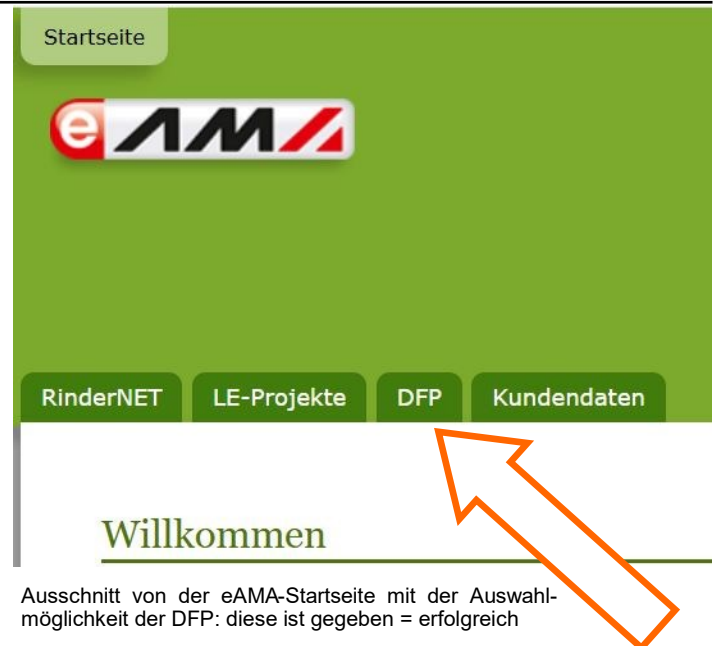 Startseite
eAMA
RinderNET LE-Projekte DFP Kundendaten
Willkommen
Ausschnitt von der eAMA-Startseite mit der Auswahl-
möglichkeit der DFP: diese ist gegeben = erfolgreich